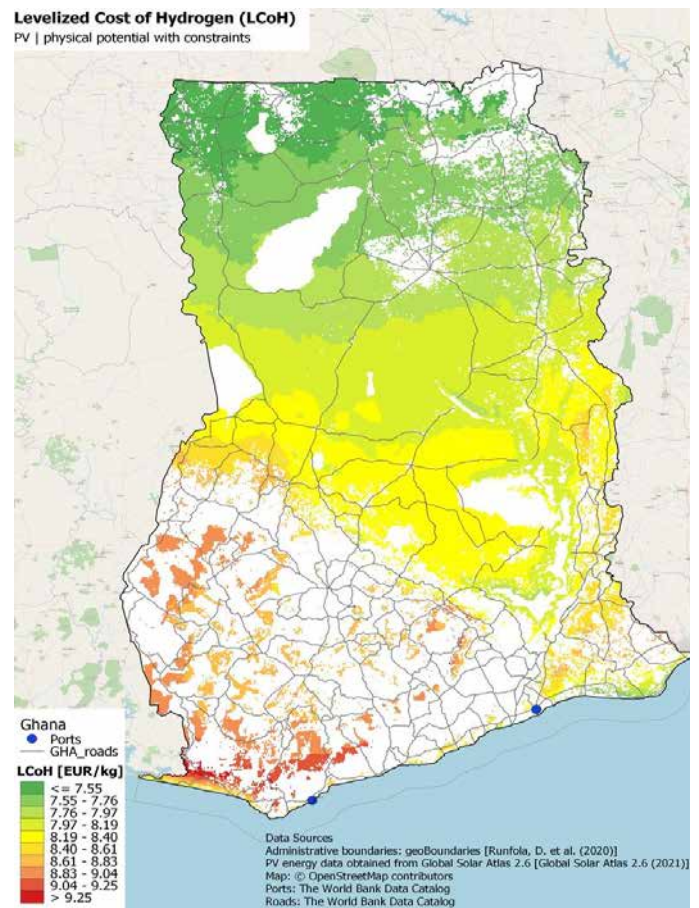 Levelized Cost of Hydrogen (LCoH)
PV | physical potential with constraints
Ghana
Ports
GHA_roads
LCoH [EUR/kg]
<= 7.55
7.55 - 7.76
7.76 - 7.97
7.97 - 8.19
8.19 - 8.40
8.40 - 8.61
8.61 - 8.83
8.83 - 9.04
9.04 - 9.25
> 9.25
Data Sources
Administrative boundaries: geoBoundaries [Runfola, D. et al. (2020)]
PV energy data obtained from Global Solar Atlas 2.6 [Global Solar Atlas 2.6 (2021)]
Map: © OpenStreetMap contributors
Ports: The World Bank Data Catalog
Roads: The World Bank Data Catalog